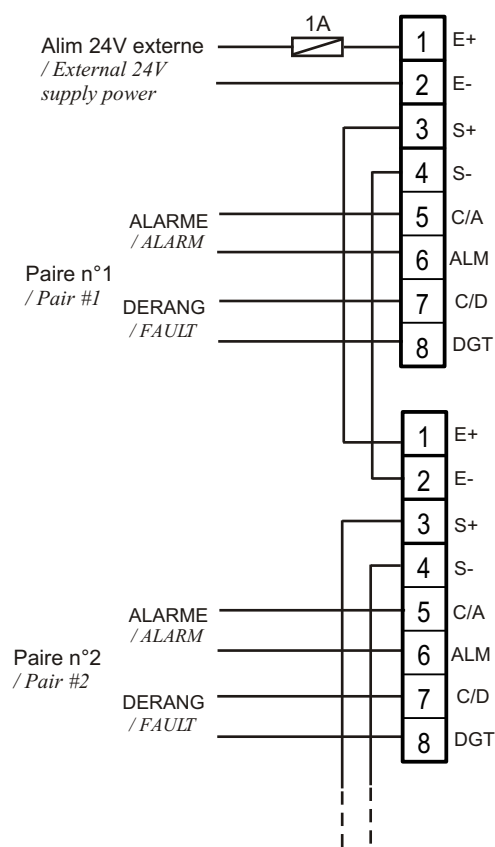 1A
Alim 24V externe
/ External 24V
supply power
1 E+
2 E-
3 S+
4 S-
ALARME
/ ALARM
5 C/A
6 ALM
Paire n°1
/ Pair #1
DERANG
/ FAULT
7 C/D
8 DGT
1 E+
2 E-
3 S+
4 S-
ALARME
/ ALARM
5 C/A
6 ALM
Paire n°2
/ Pair #2
DERANG
/ FAULT
7 C/D
8 DGT